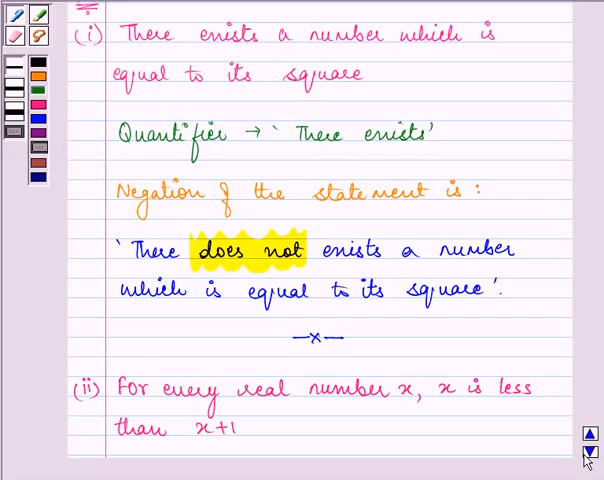 (i) There exists a number which is
equal to its square
Quantifier → 'There exists'
Negation of the statement is :
'There does not exists a number
which is equal to its square'.
—x—
(ii) For every real number x, x is less
than x+1